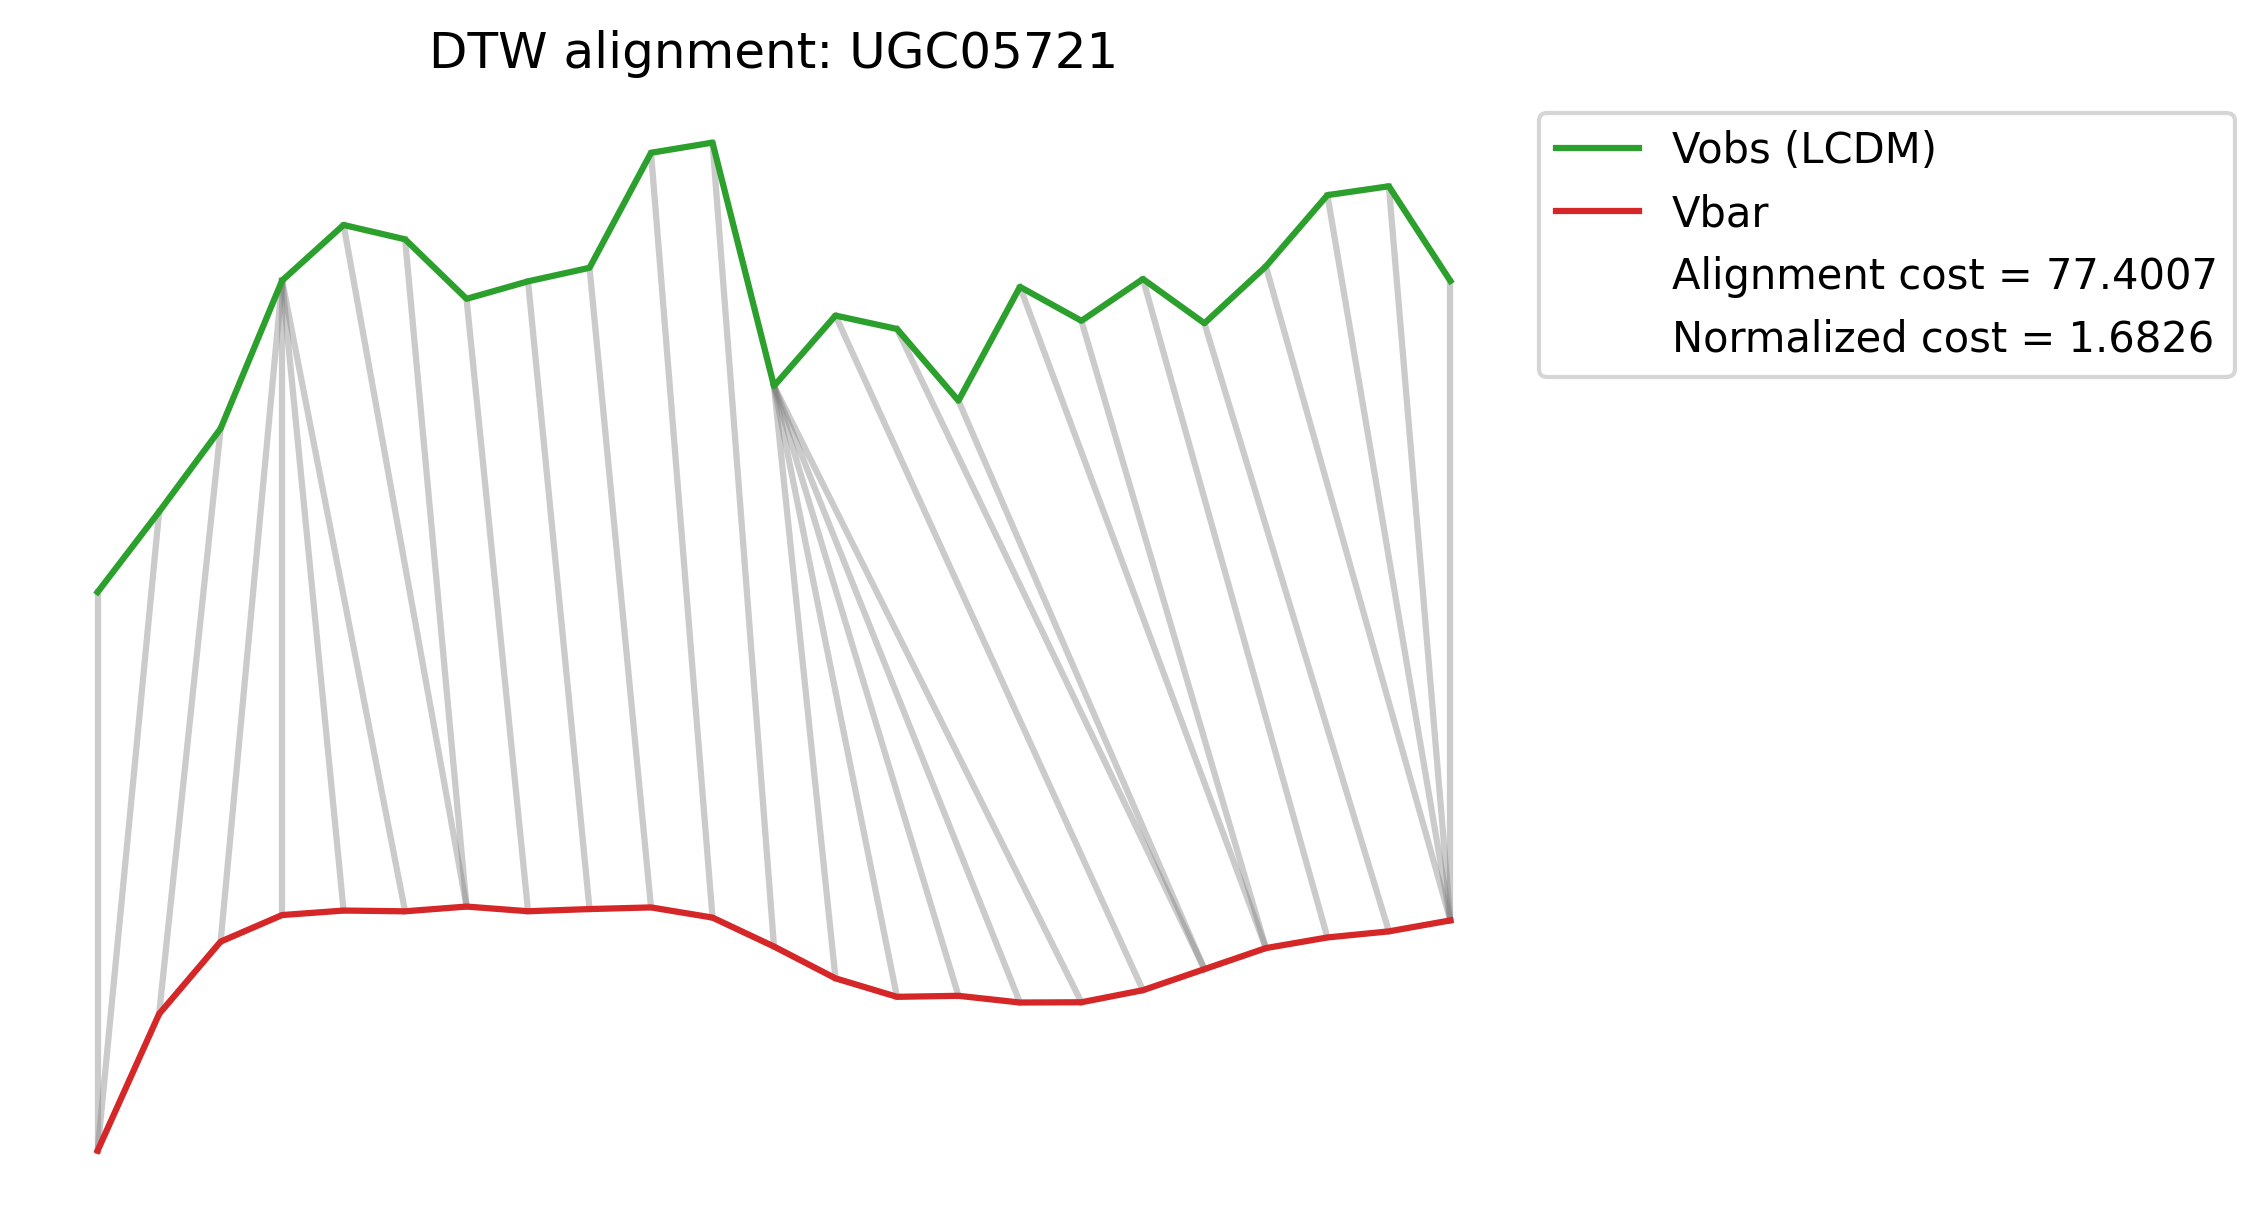 DTW alignment: UGC05721
Vobs (LCDM)
Vbar
Alignment cost = 77.4007
Normalized cost = 1.6826